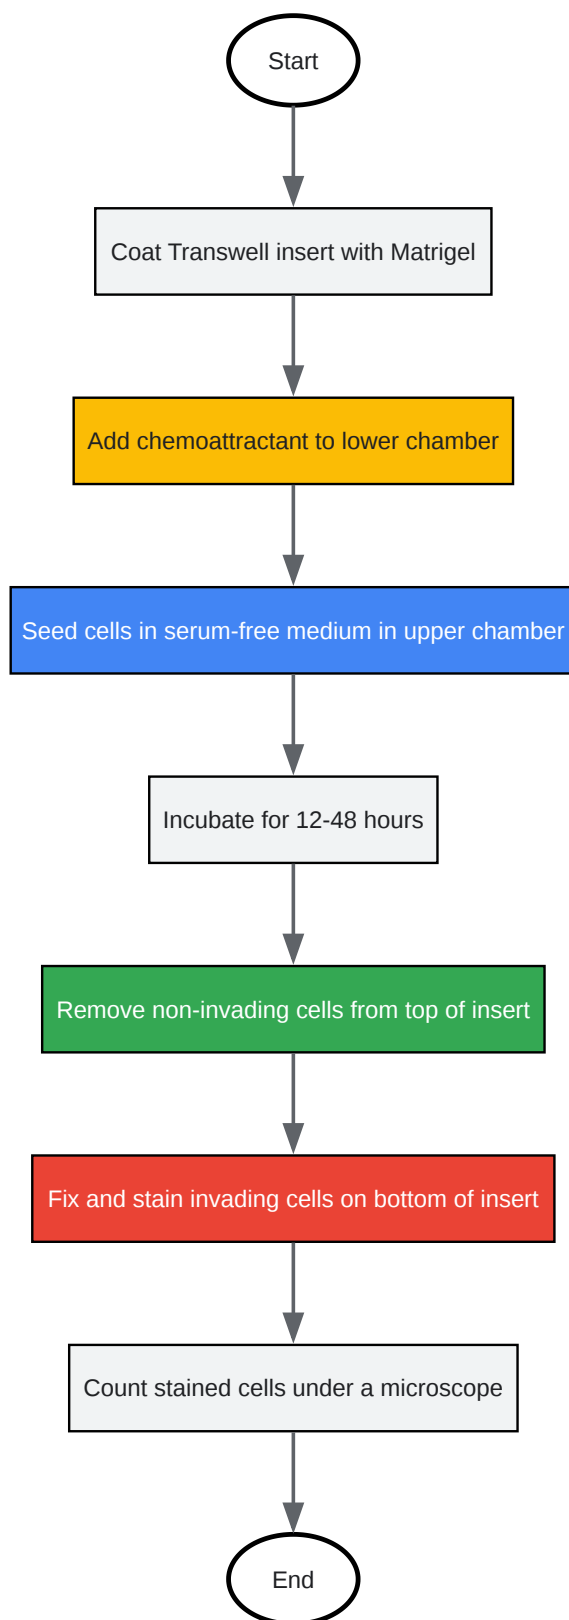 Start
Coat Transwell insert with Matrigel
Add chemoattractant to lower chamber
Seed cells in serum-free medium in upper chamber
Incubate for 12-48 hours
Remove non-invading cells from top of insert
Fix and stain invading cells on bottom of insert
Count stained cells under a microscope
End